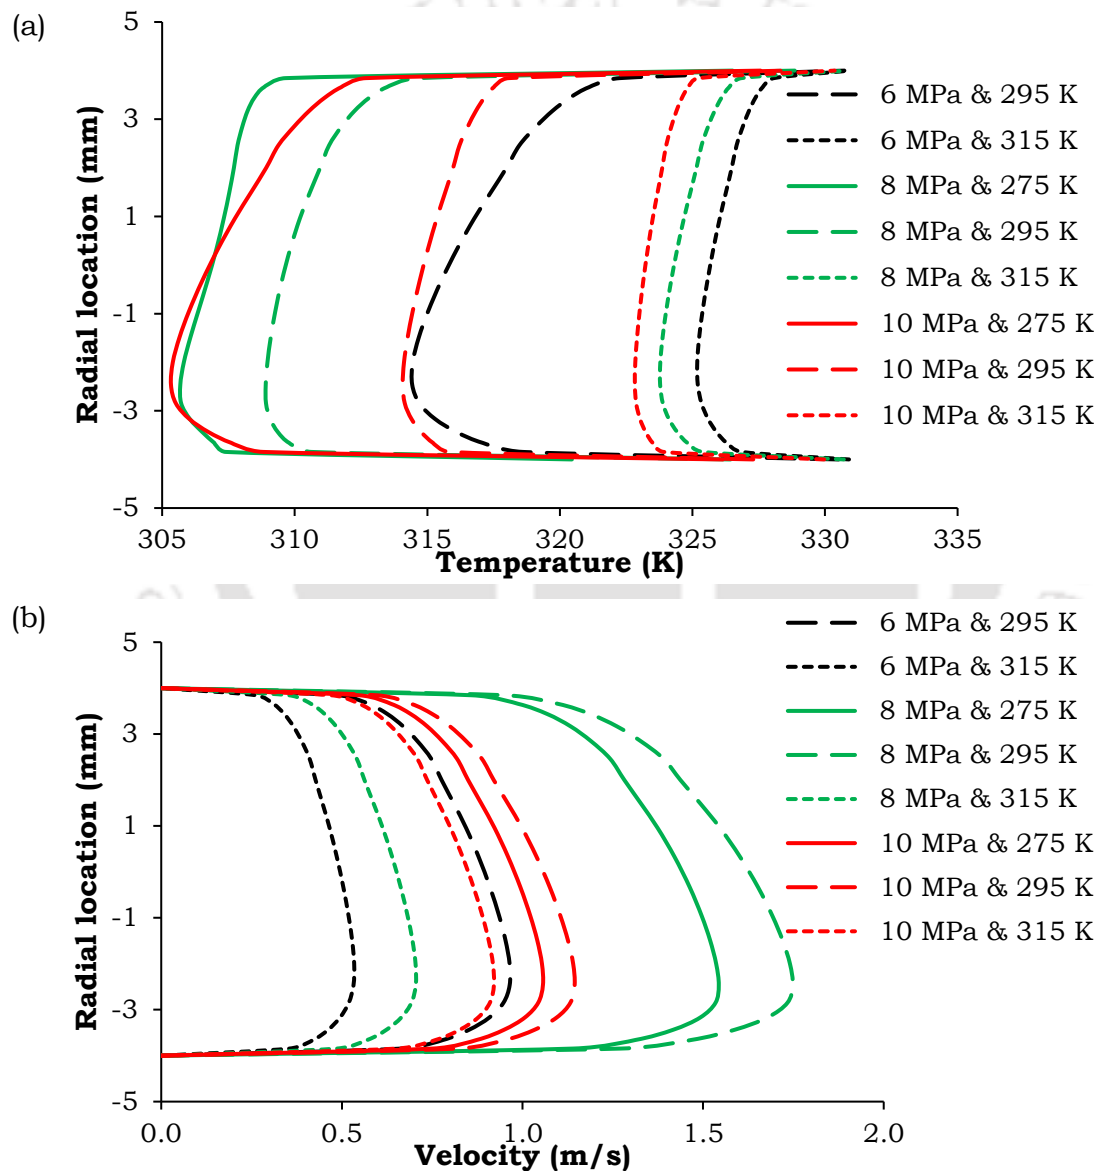 (a)
5
3
1
-1
-3
-5
Radial location (mm)
305
310
315
320
325
330
335
Temperature (K)
6 MPa & 295 K
6 MPa & 315 K
8 MPa & 275 K
8 MPa & 295 K
8 MPa & 315 K
10 MPa & 275 K
10 MPa & 295 K
10 MPa & 315 K
(b)
5
3
1
-1
-3
-5
Radial location (mm)
0.0
0.5
1.0
1.5
2.0
Velocity (m/s)
6 MPa & 295 K
6 MPa & 315 K
8 MPa & 275 K
8 MPa & 295 K
8 MPa & 315 K
10 MPa & 275 K
10 MPa & 295 K
10 MPa & 315 K